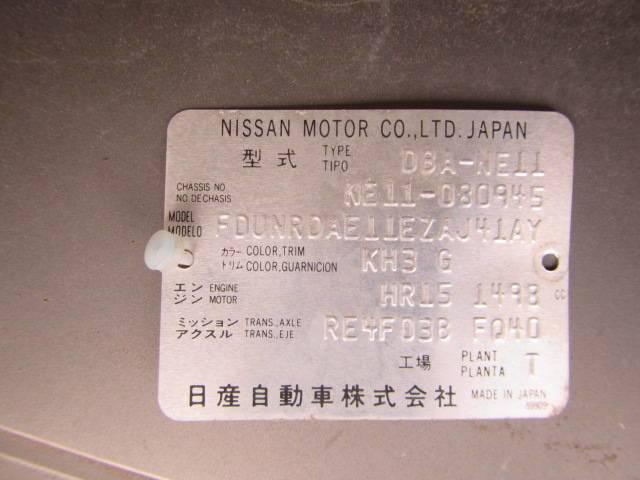 NISSAN MOTOR CO.,LTD. JAPAN
型式 TYPE TIPO DBA-NE11
CHASSIS NO NO DE CHASIS NE11-080945
MODEL MODELO FDUNRDAE11EZAJ41AY
カラー COLOR,TRIM
トリム COLOR,GUARNICION KH3 G
エンジン ENGINE MOTOR HR15 1498 cc
ミッション TRANS.,AXLE
アクスル TRANS.,EJE RE4F03B FQ40
工場 PLANT PLANTA T
日産自動車株式会社 MADE IN JAPAN